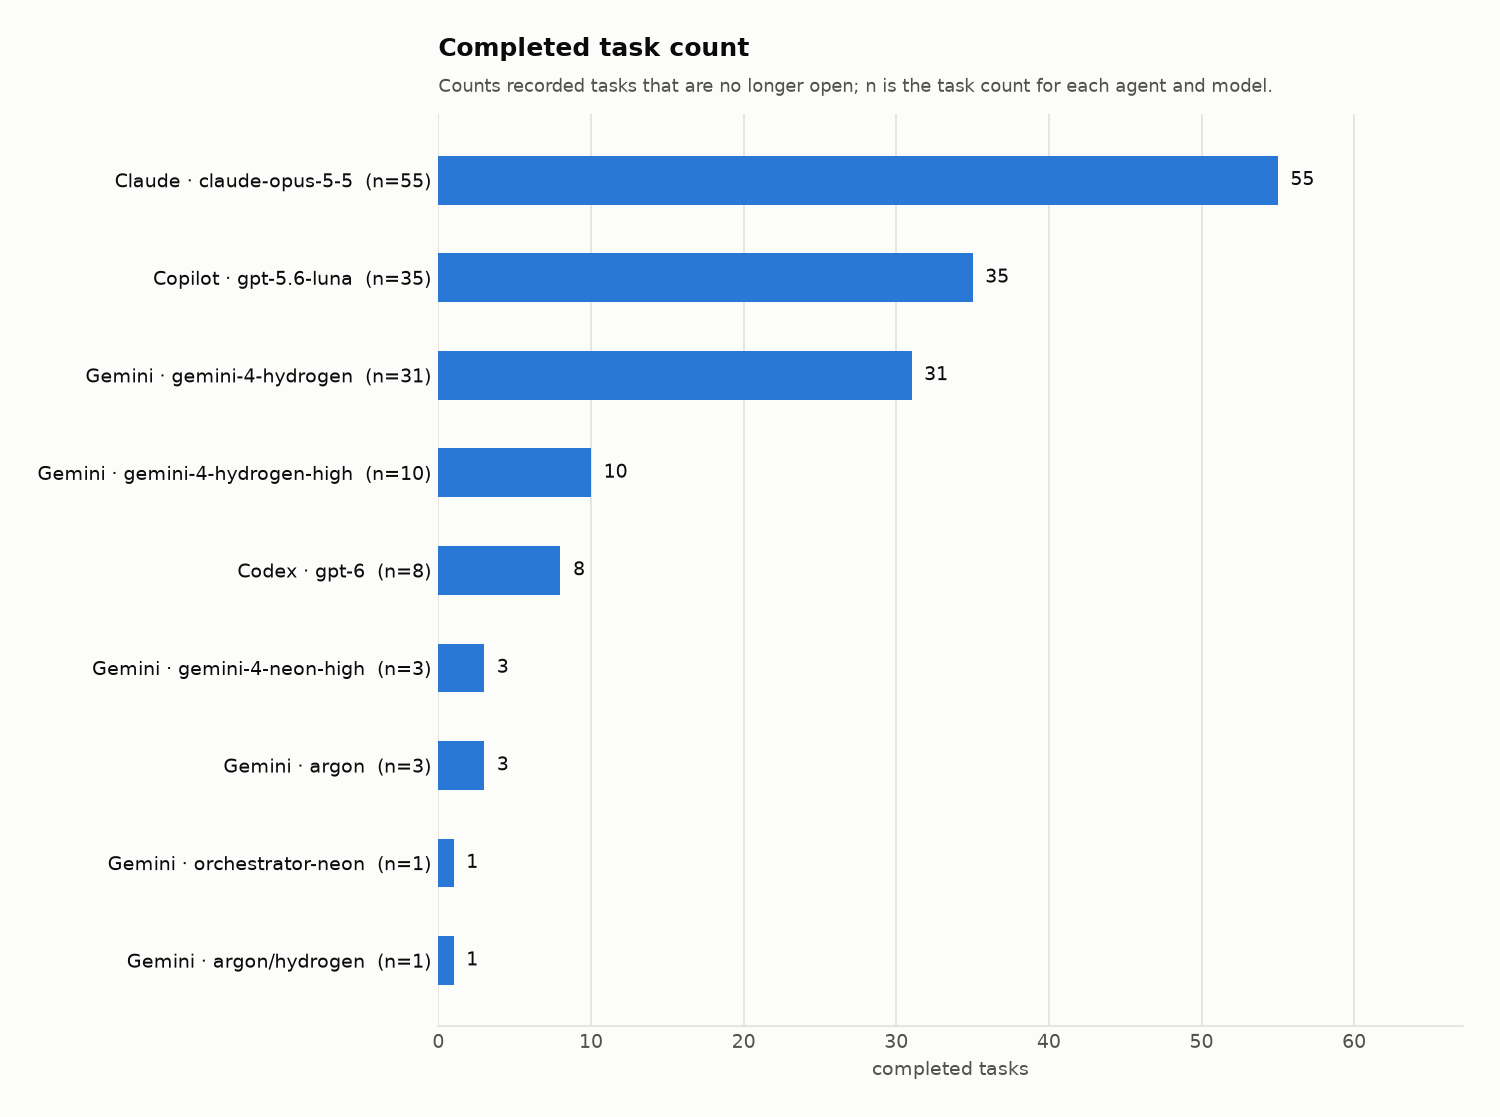 Completed task count
Counts recorded tasks that are no longer open; n is the task count for each agent and model.
Claude · claude-opus-5-5 (n=55) 55
Copilot · gpt-5.6-luna (n=35) 35
Gemini · gemini-4-hydrogen (n=31) 31
Gemini · gemini-4-hydrogen-high (n=10) 10
Codex · gpt-6 (n=8) 8
Gemini · gemini-4-neon-high (n=3) 3
Gemini · argon (n=3) 3
Gemini · orchestrator-neon (n=1) 1
Gemini · argon/hydrogen (n=1) 1
0 10 20 30 40 50 60
completed tasks